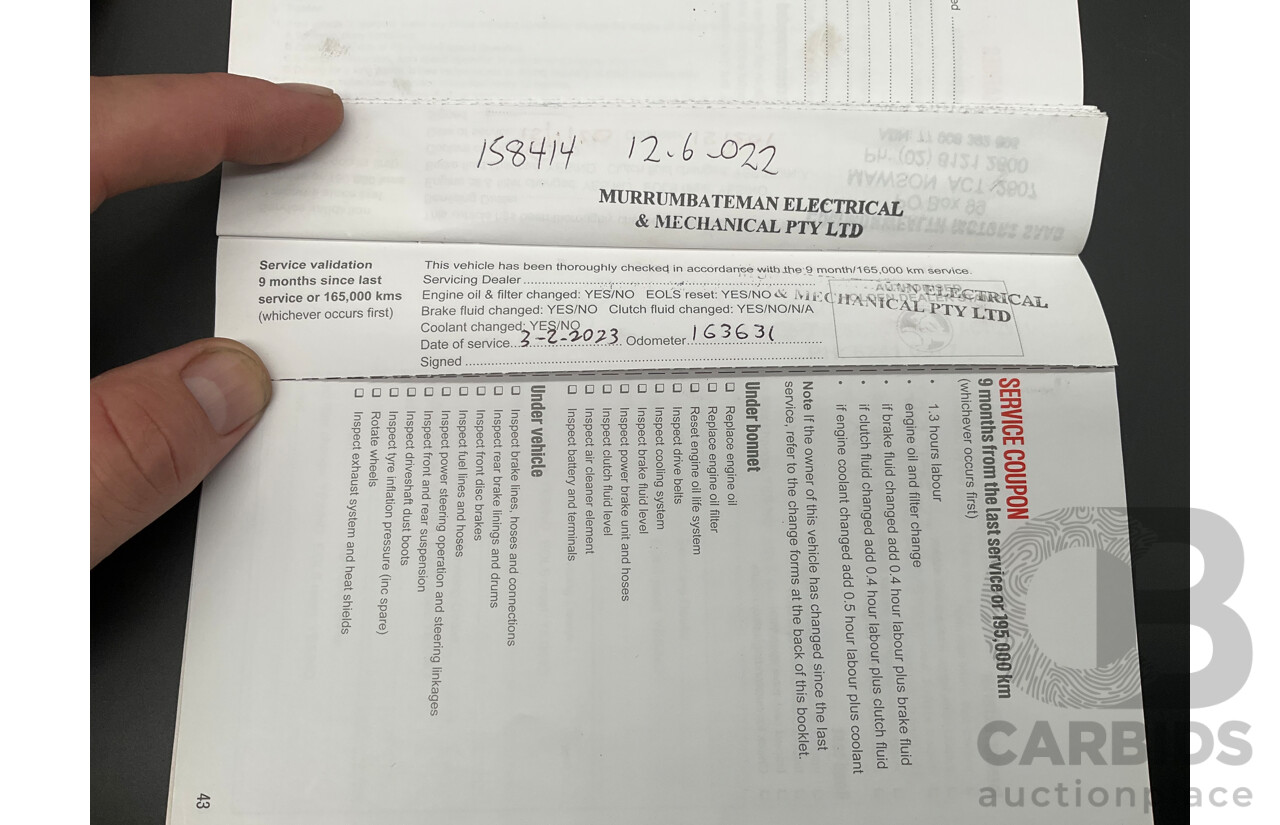 ed
158414 12.6.022
MURRUMBATEMAN ELECTRICAL
& MECHANICAL PTY LTD
Service validation
9 months since last
service or 165,000 kms
(whichever occurs first)
This vehicle has been thoroughly checked in accordance with the 9 month/165,000 km service.
Servicing Dealer
Engine oil & filter changed: YES/NO EOLS reset: YES/NO
Brake fluid changed: YES/NO Clutch fluid changed: YES/NO/N/A
Coolant changed: YES/NO
Date of service 3-2-2023 Odometer 163631
Signed
ELECTRICAL
& MECHANICAL PTY LTD
SERVICE COUPON
9 months from the last service or 195,000 km
(whichever occurs first)
• 1.3 hours labour
• engine oil and filter change
• if brake fluid changed add 0.4 hour labour plus brake fluid
• if clutch fluid changed add 0.4 hour labour plus clutch fluid
• if engine coolant changed add 0.5 hour labour plus coolant
Note If the owner of this vehicle has changed since the last
service, refer to the change forms at the back of this booklet.
Under bonnet
Replace engine oil
Replace engine oil filter
Reset engine oil life system
Inspect drive belts
Inspect cooling system
Inspect brake fluid level
Inspect power brake unit and hoses
Inspect clutch fluid level
Inspect air cleaner element
Inspect battery and terminals
Under vehicle
Inspect brake lines, hoses and connections
Inspect rear brake linings and drums
Inspect front disc brakes
Inspect fuel lines and hoses
Inspect power steering operation and steering linkages
Inspect front and rear suspension
Inspect driveshaft dust boots
Inspect tyre inflation pressure (inc spare)
Rotate wheels
Inspect exhaust system and heat shields
43
CARBIDS
auctionplace